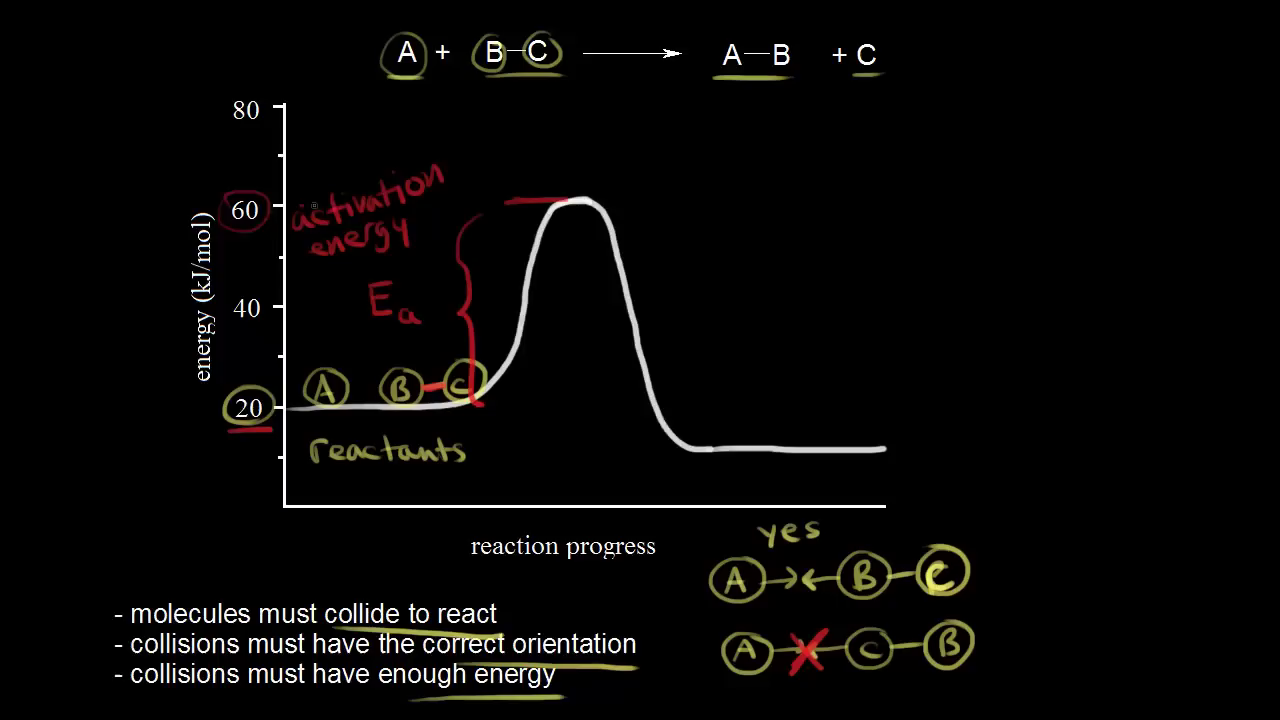 A + B—C ⟶ A—B + C
80
60
40
20
energy (kJ/mol)
activation
energy
Ea
A B-C
reactants
reaction progress
yes
A →← B-C
A X C-B
- molecules must collide to react
- collisions must have the correct orientation
- collisions must have enough energy